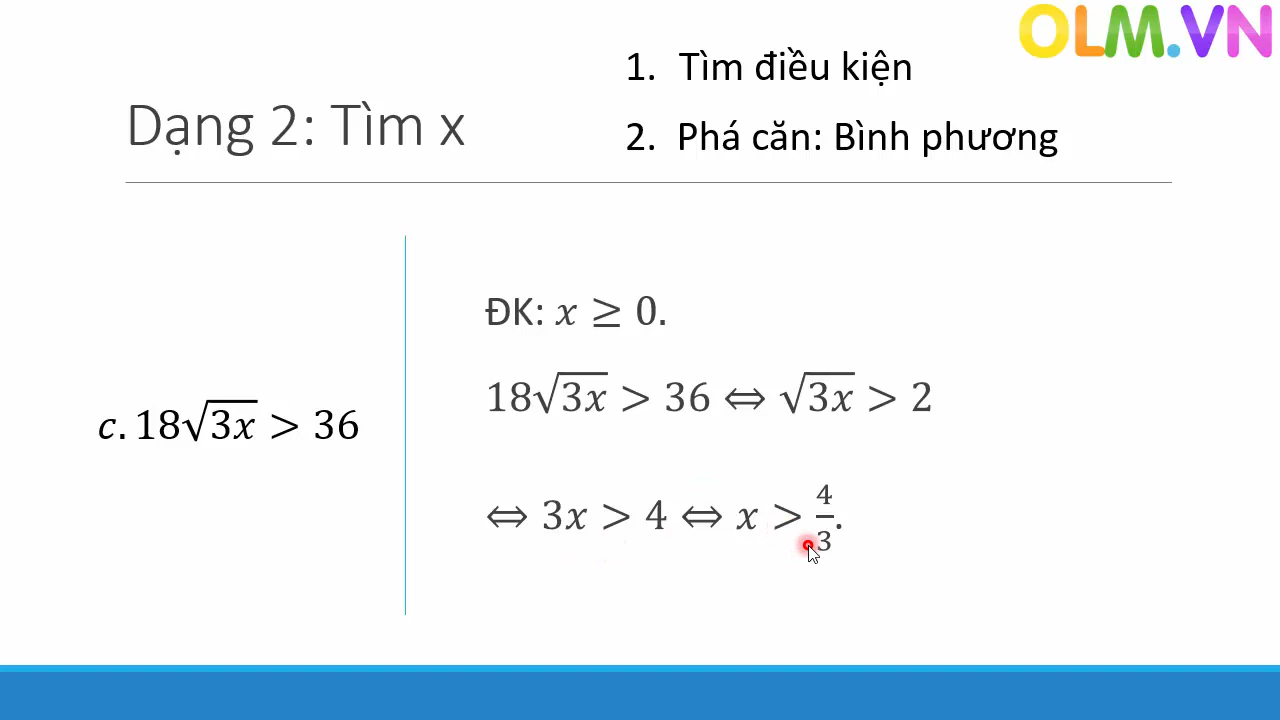 OLM.VN
1. Tìm điều kiện
Dạng 2: Tìm x
2. Phá căn: Bình phương
ĐK: x ≥ 0.
c. 18√3x > 36
18√3x > 36 ⇔ √3x > 2
⇔ 3x > 4 ⇔ x > 4/3.